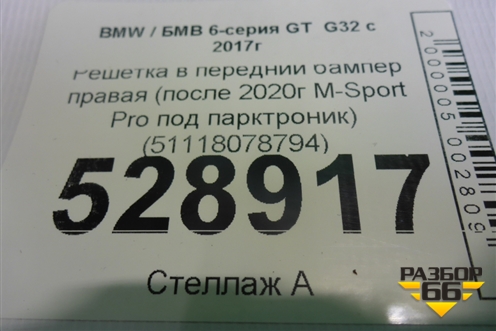 BMW / БМВ 6-серия GT G32 с
2017г
Решетка в передний бампер
правая (после 2020г M-Sport
Pro под парктроник)
(51118078794)
528917
Стеллаж А
2000005002809
РАЗБОР
66